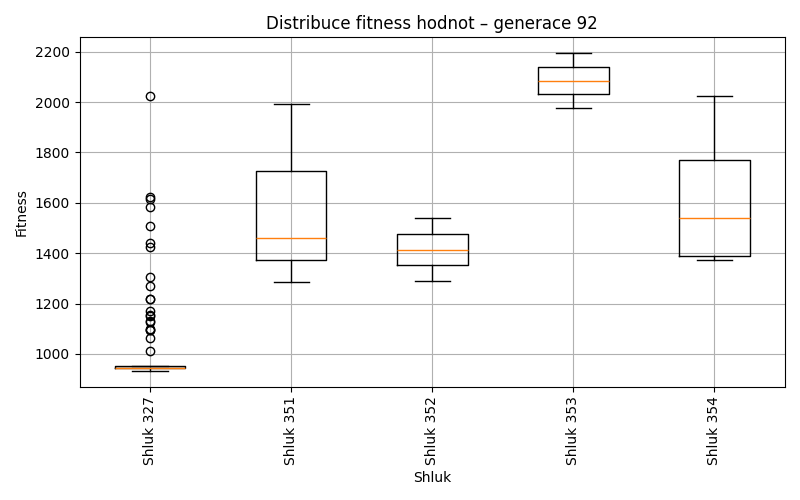 Distribuce fitness hodnot – generace 92
Fitness
2200
2000
1800
1600
1400
1200
1000
Shluk 327
Shluk 351
Shluk 352
Shluk 353
Shluk 354
Shluk